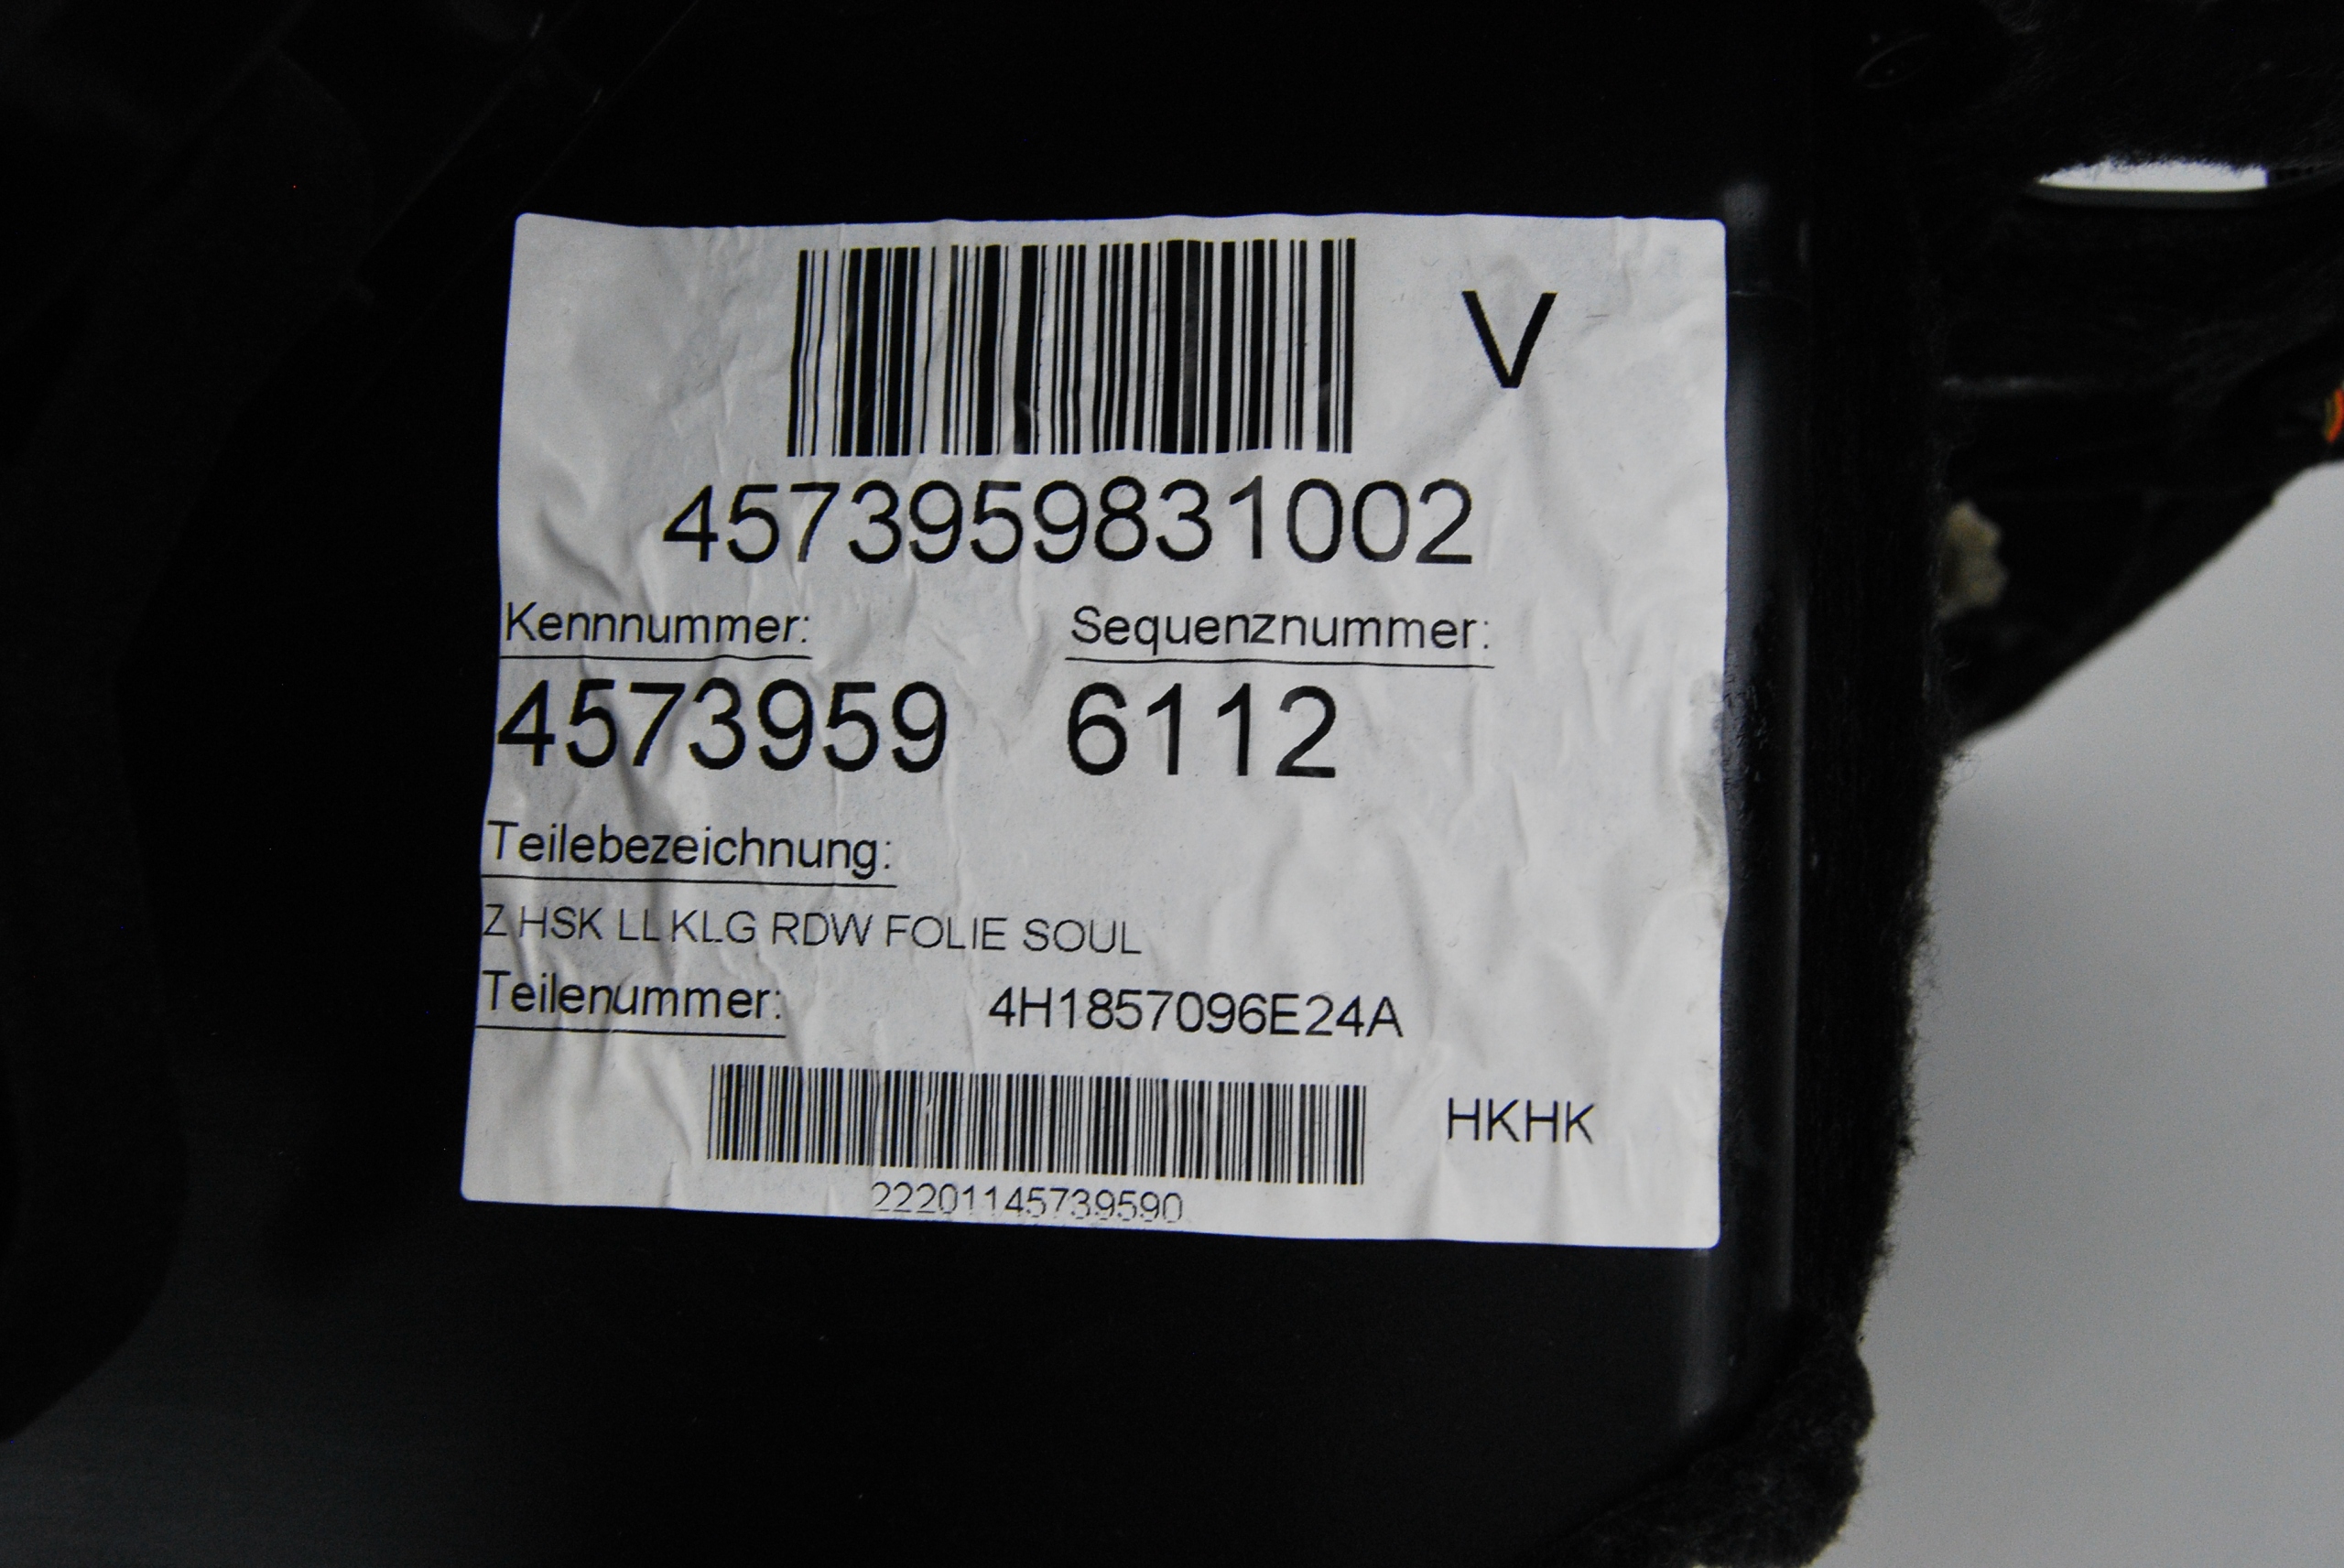 V
4573959831002
Kennnummer: Sequenznummer:
4573959 6112
Teilebezeichnung:
Z HSK LL KLG RDW FOLIE SOUL
Teilenummer: 4H1857096E24A
HKHK
22201145739590